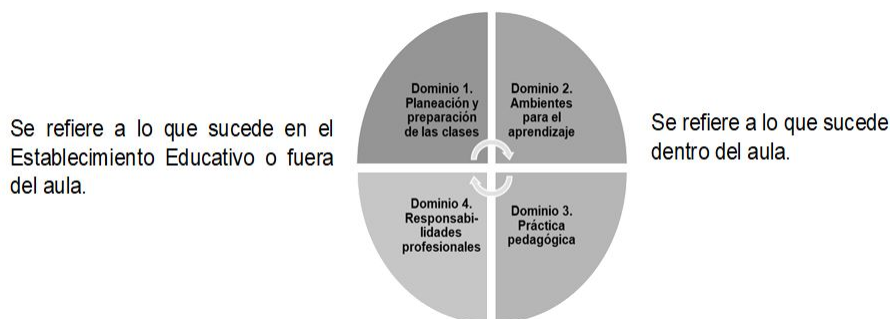 Se refiere a lo que sucede en el
Establecimiento Educativo o fuera
del aula.
Dominio 1.
Planeación y
preparación
de las clases
Dominio 2.
Ambientes
para el
aprendizaje
Dominio 4.
Responsabi-
lidades
profesionales
Dominio 3.
Práctica
pedagógica
Se refiere a lo que sucede
dentro del aula.